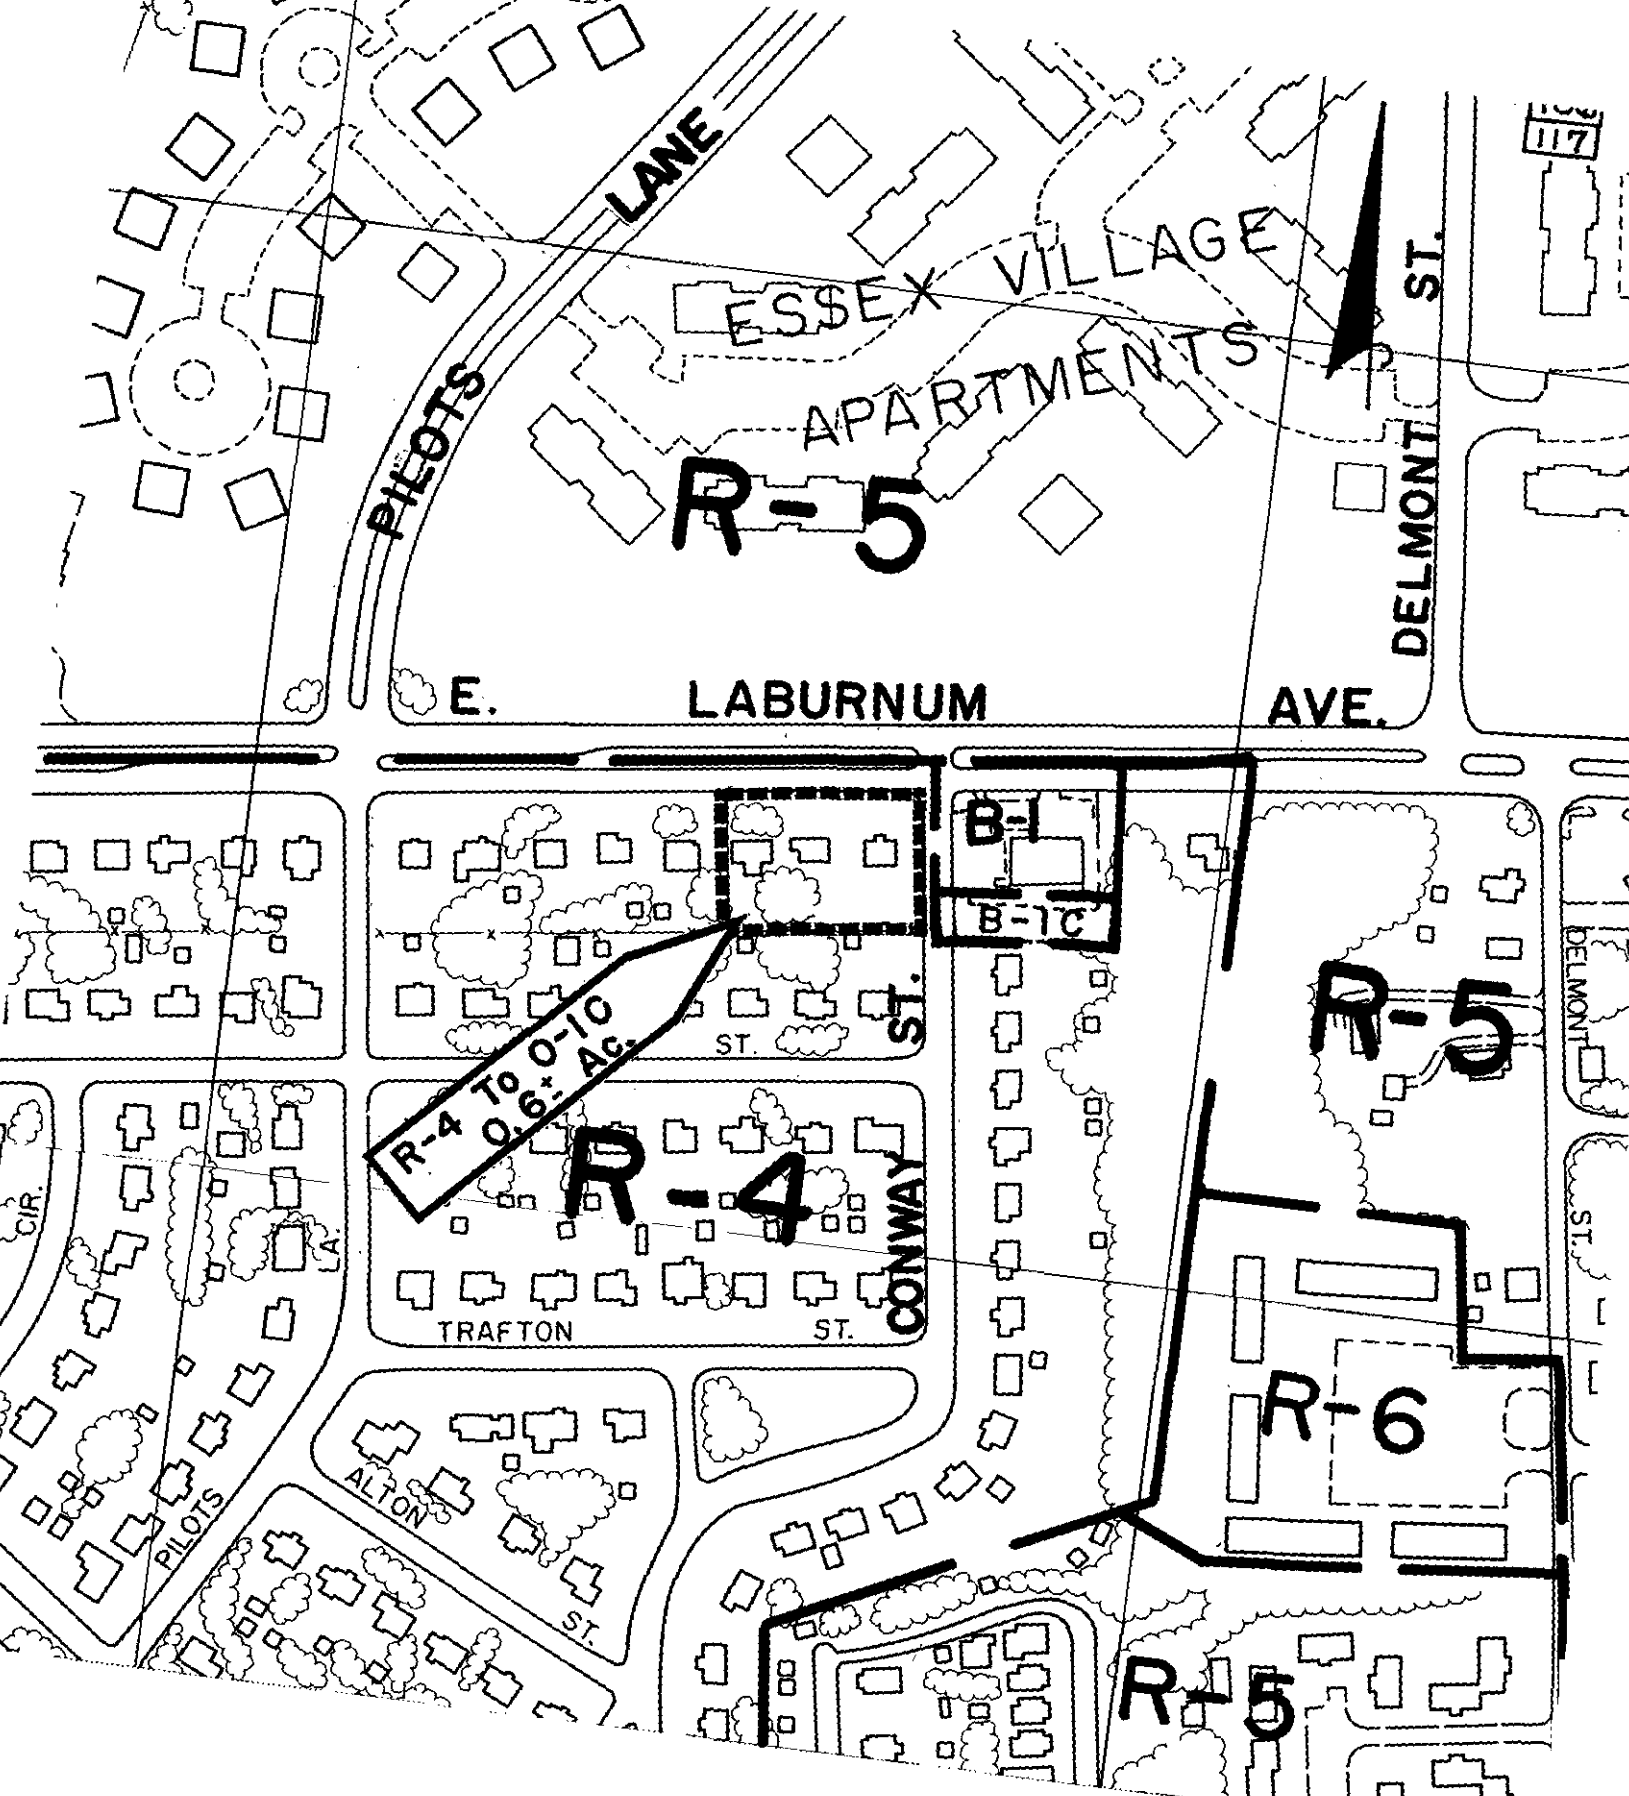 117
LANE
ST.
ESSEX VILLAGE
APARTMENTS
PILOTS
R-5
DELMONT
E. LABURNUM AVE.
B-1
B-1C
R-5
DELMONT
ST.
ST.
R-4 To O-1C
0.6± Ac.
R-4
CONWAY
CIR.
LA.
ST.
TRAFTON ST.
R-6
ALTON
PILOTS
ST.
R-5